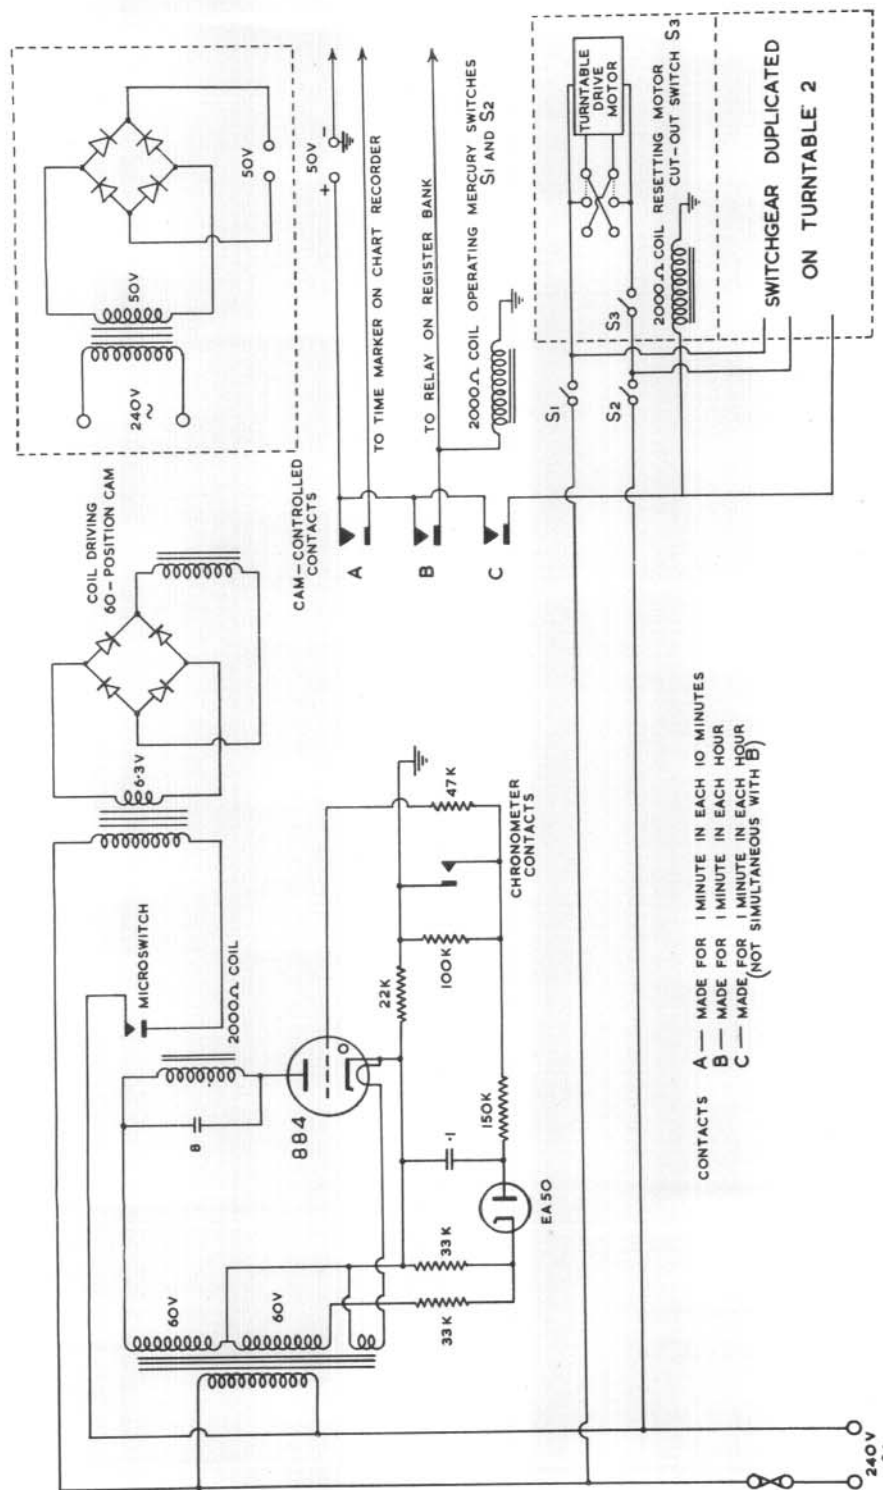 240V
50V
50V
COIL DRIVING
60-POSITION CAM
6·3V
MICROSWITCH
2000Ω COIL
8
884
60V
60V
33K
33K
EA50
·1
150K
22K
100K
47K
CHRONOMETER
CONTACTS
CAM-CONTROLLED
CONTACTS
A
B
C
+ 50V −
TO TIME MARKER ON CHART RECORDER
TO RELAY ON REGISTER BANK
2000Ω COIL OPERATING MERCURY SWITCHES
S1 AND S2
S1
S2
S3
TURNTABLE
DRIVE
MOTOR
2000Ω COIL RESETTING MOTOR
CUT-OUT SWITCH S3
SWITCHGEAR DUPLICATED
ON TURNTABLE 2
CONTACTS A — MADE FOR 1 MINUTE IN EACH 10 MINUTES
B — MADE FOR 1 MINUTE IN EACH HOUR
C — MADE FOR 1 MINUTE IN EACH HOUR
(NOT SIMULTANEOUS WITH B)
240V